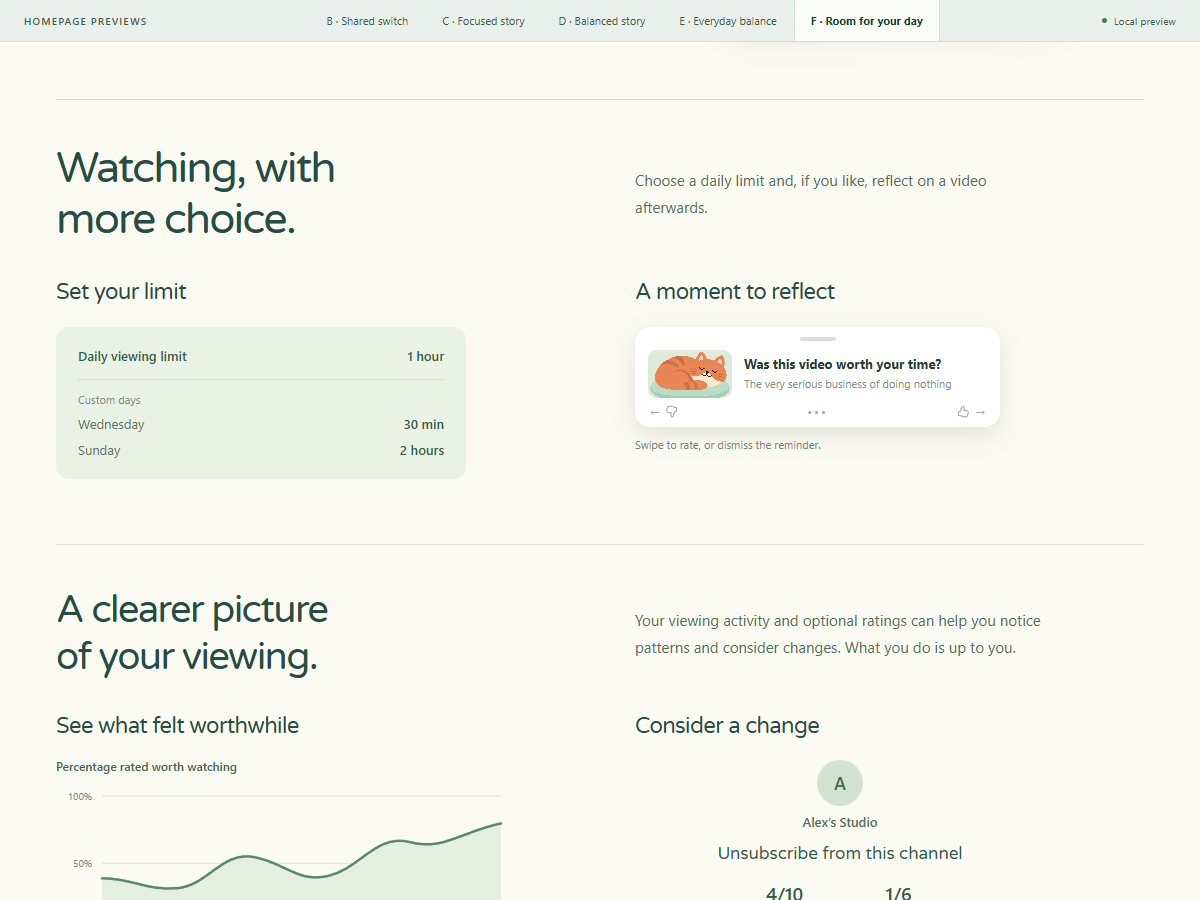 HOMEPAGE PREVIEWS
B · Shared switch
C · Focused story
D · Balanced story
E · Everyday balance
F · Room for your day
Local preview
Watching, with
more choice.
Choose a daily limit and, if you like, reflect on a video
afterwards.
Set your limit
Daily viewing limit 1 hour
Custom days
Wednesday 30 min
Sunday 2 hours
A moment to reflect
Was this video worth your time?
The very serious business of doing nothing
Swipe to rate, or dismiss the reminder.
A clearer picture
of your viewing.
Your viewing activity and optional ratings can help you notice
patterns and consider changes. What you do is up to you.
See what felt worthwhile
Percentage rated worth watching
100%
50%
Consider a change
A
Alex's Studio
Unsubscribe from this channel
4/10 1/6